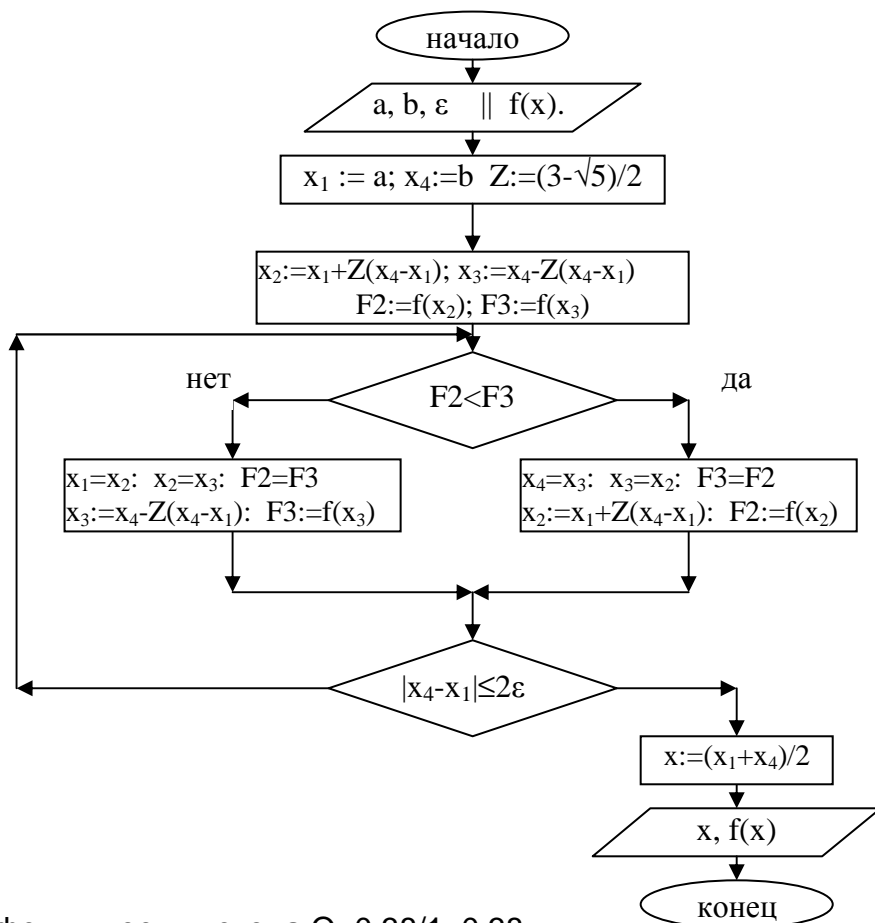 начало
a, b, ε || f(x).
x₁ := a; x₄:=b Z:=(3-√5)/2
x₂:=x₁+Z(x₄-x₁); x₃:=x₄-Z(x₄-x₁)
F2:=f(x₂); F3:=f(x₃)
нет
да
F2<F3
x₁=x₂: x₂=x₃: F2=F3
x₃:=x₄-Z(x₄-x₁): F3:=f(x₃)
x₄=x₃: x₃=x₂: F3=F2
x₂:=x₁+Z(x₄-x₁): F2:=f(x₂)
|x₄-x₁|≤2ε
x:=(x₁+x₄)/2
x, f(x)
конец